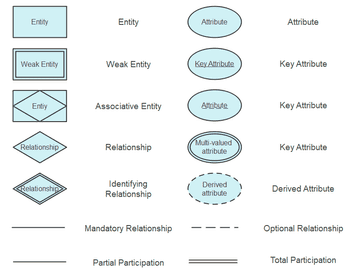 Entity Entity Attribute Attribute
Weak Entity Weak Entity Key Attribute Key Attribute
Entiy Associative Entity Attribute Key Attribute
Relationship Relationship Multi-valued
attribute Key Attribute
Relationship Identifying
Relationship Derived
attribute Derived Attribute
Mandatory Relationship Optional Relationship
Partial Participation Total Participation